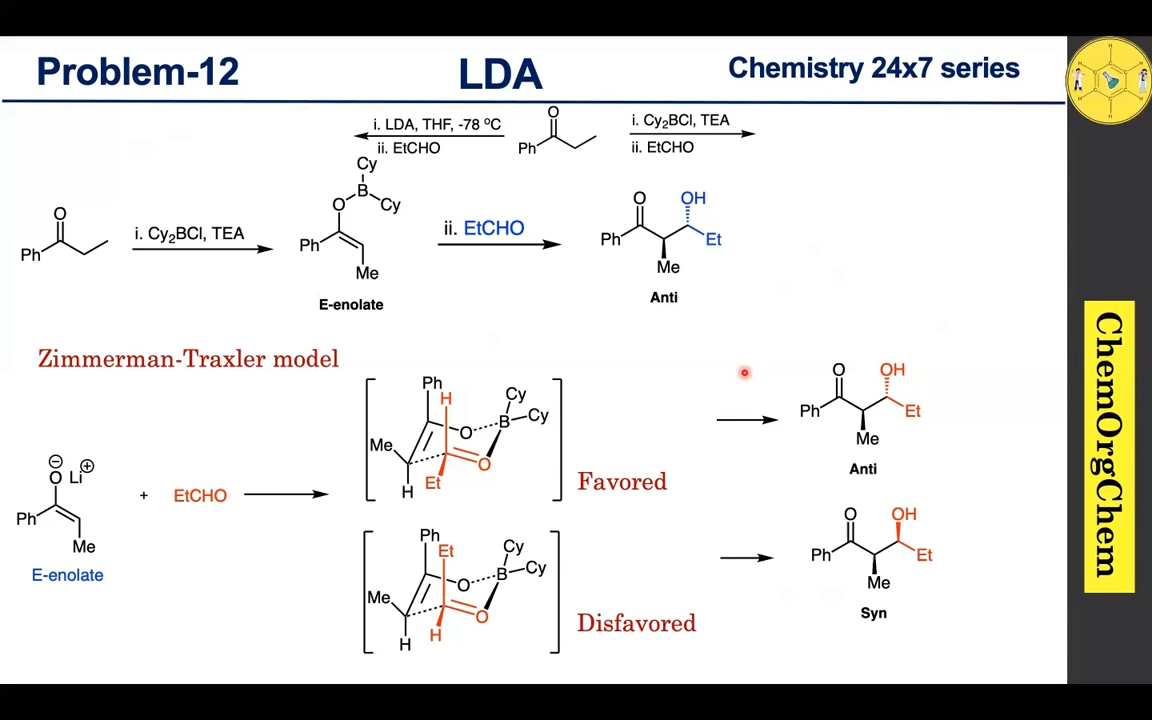 Problem-12
LDA
Chemistry 24x7 series
i. LDA, THF, -78 ºC
ii. EtCHO
O
Ph
i. Cy₂BCl, TEA
ii. EtCHO
O
Ph
i. Cy₂BCl, TEA
Cy
B
O
Cy
Ph
Me
E-enolate
ii. EtCHO
O
OH
Ph
Et
Me
Anti
Zimmerman-Traxler model
⊖
O Li⊕
Ph
Me
E-enolate
+
EtCHO
Ph
H
Cy
B
Cy
O
Me
O
Et
H
Favored
O
OH
Ph
Et
Me
Anti
Ph
Et
Cy
B
Cy
O
Me
O
H
H
Disfavored
O
OH
Ph
Et
Me
Syn
H
H
H
H
H
H
ChemOrgChem